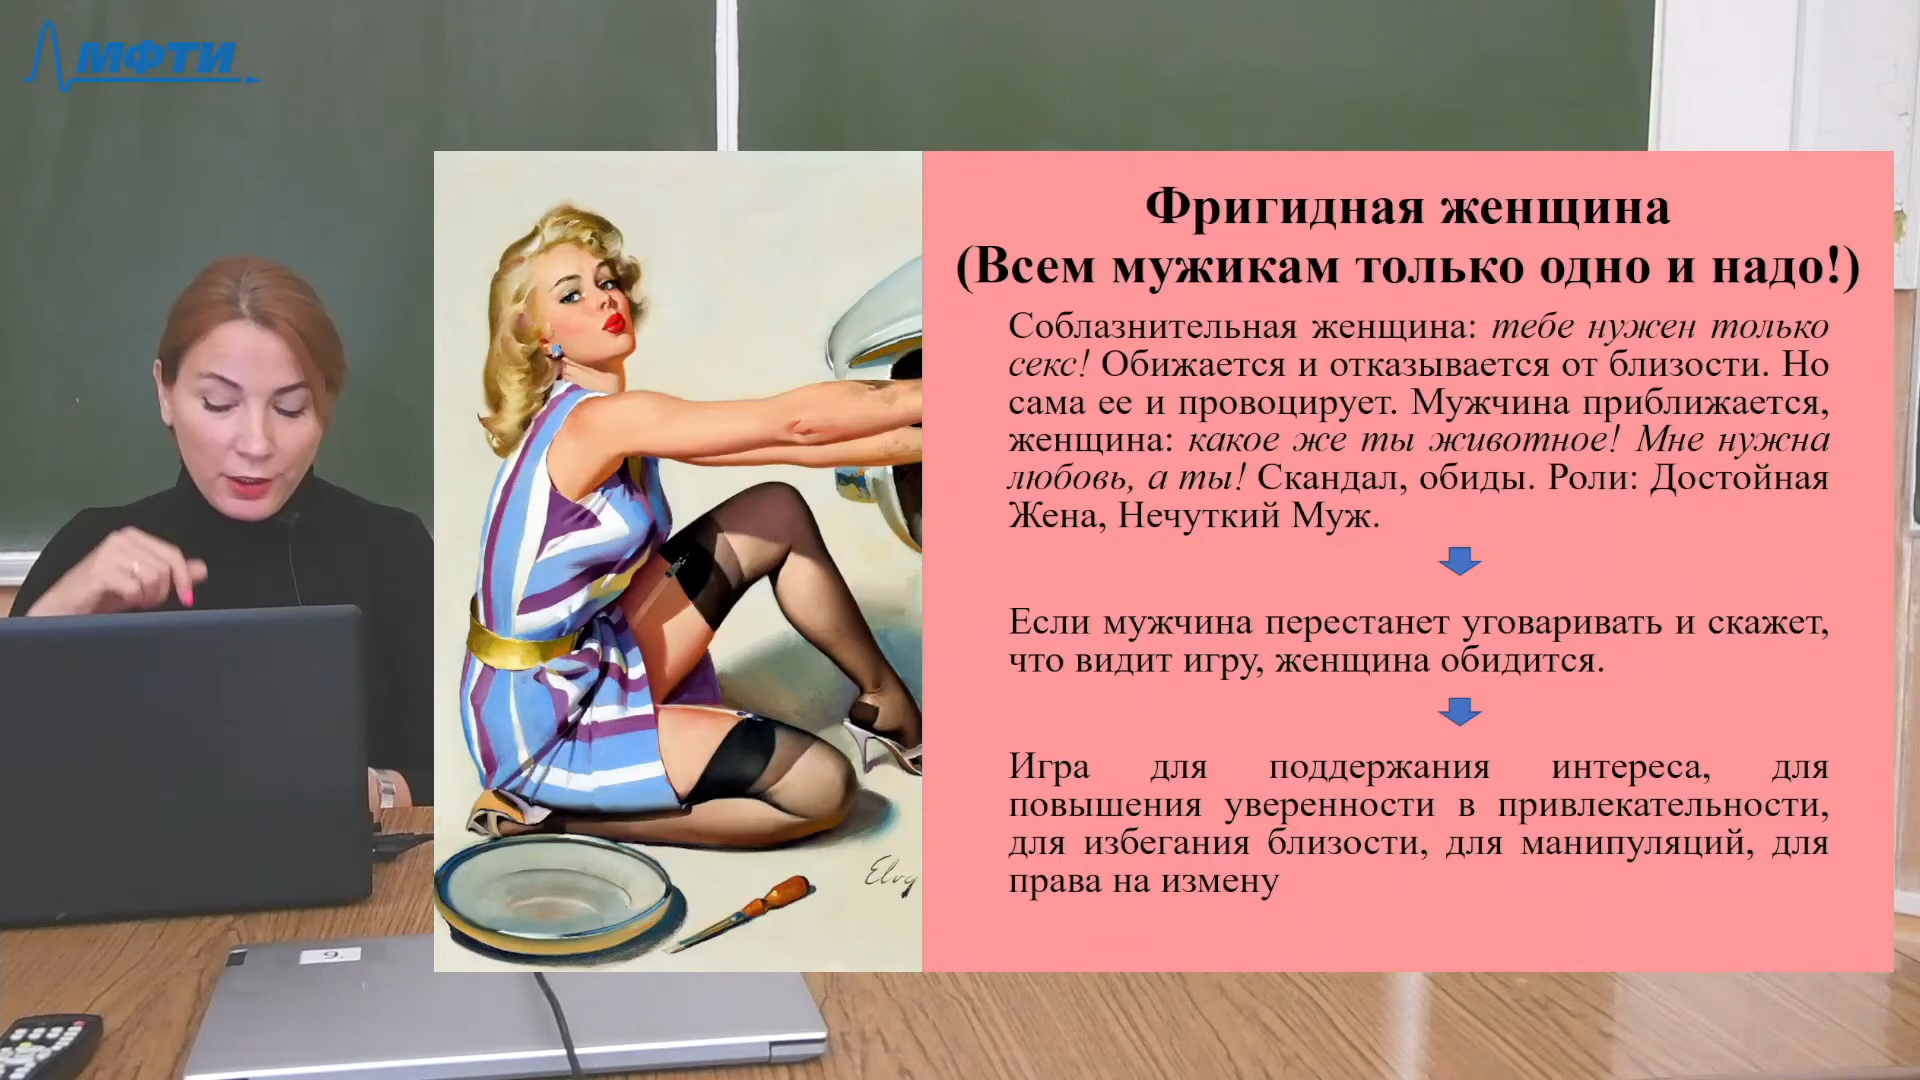 МФТИ
Фригидная женщина
(Всем мужикам только одно и надо!)
Соблазнительная женщина: тебе нужен только
секс! Обижается и отказывается от близости. Но
сама ее и провоцирует. Мужчина приближается,
женщина: какое же ты животное! Мне нужна
любовь, а ты! Скандал, обиды. Роли: Достойная
Жена, Нечуткий Муж.
Если мужчина перестанет уговаривать и скажет,
что видит игру, женщина обидится.
Игра для поддержания интереса, для
повышения уверенности в привлекательности,
для избегания близости, для манипуляций, для
права на измену